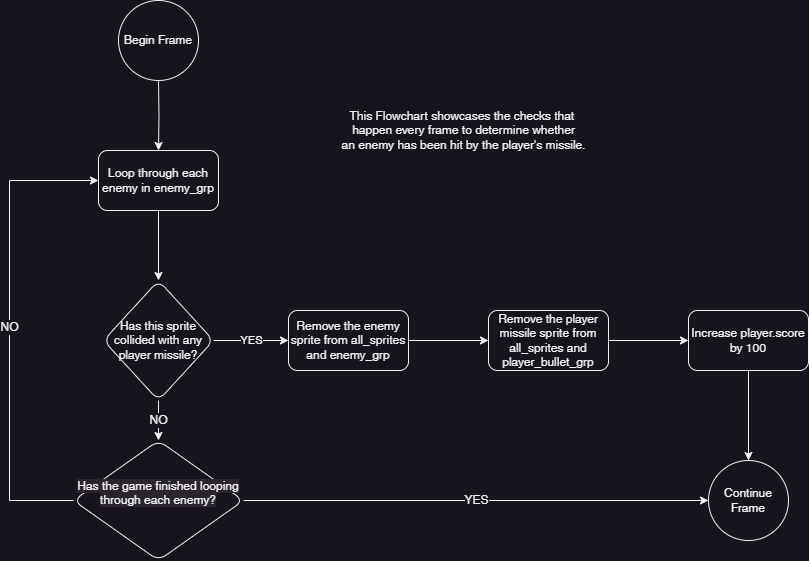 Begin Frame
This Flowchart showcases the checks that
happen every frame to determine whether
an enemy has been hit by the player's missile.
Loop through each
enemy in enemy_grp
NO
Has this sprite
collided with any
player missile?
YES
Remove the enemy
sprite from all_sprites
and enemy_grp
Remove the player
missile sprite from
all_sprites and
player_bullet_grp
Increase player.score
by 100
NO
Has the game finished looping
through each enemy?
YES
Continue
Frame